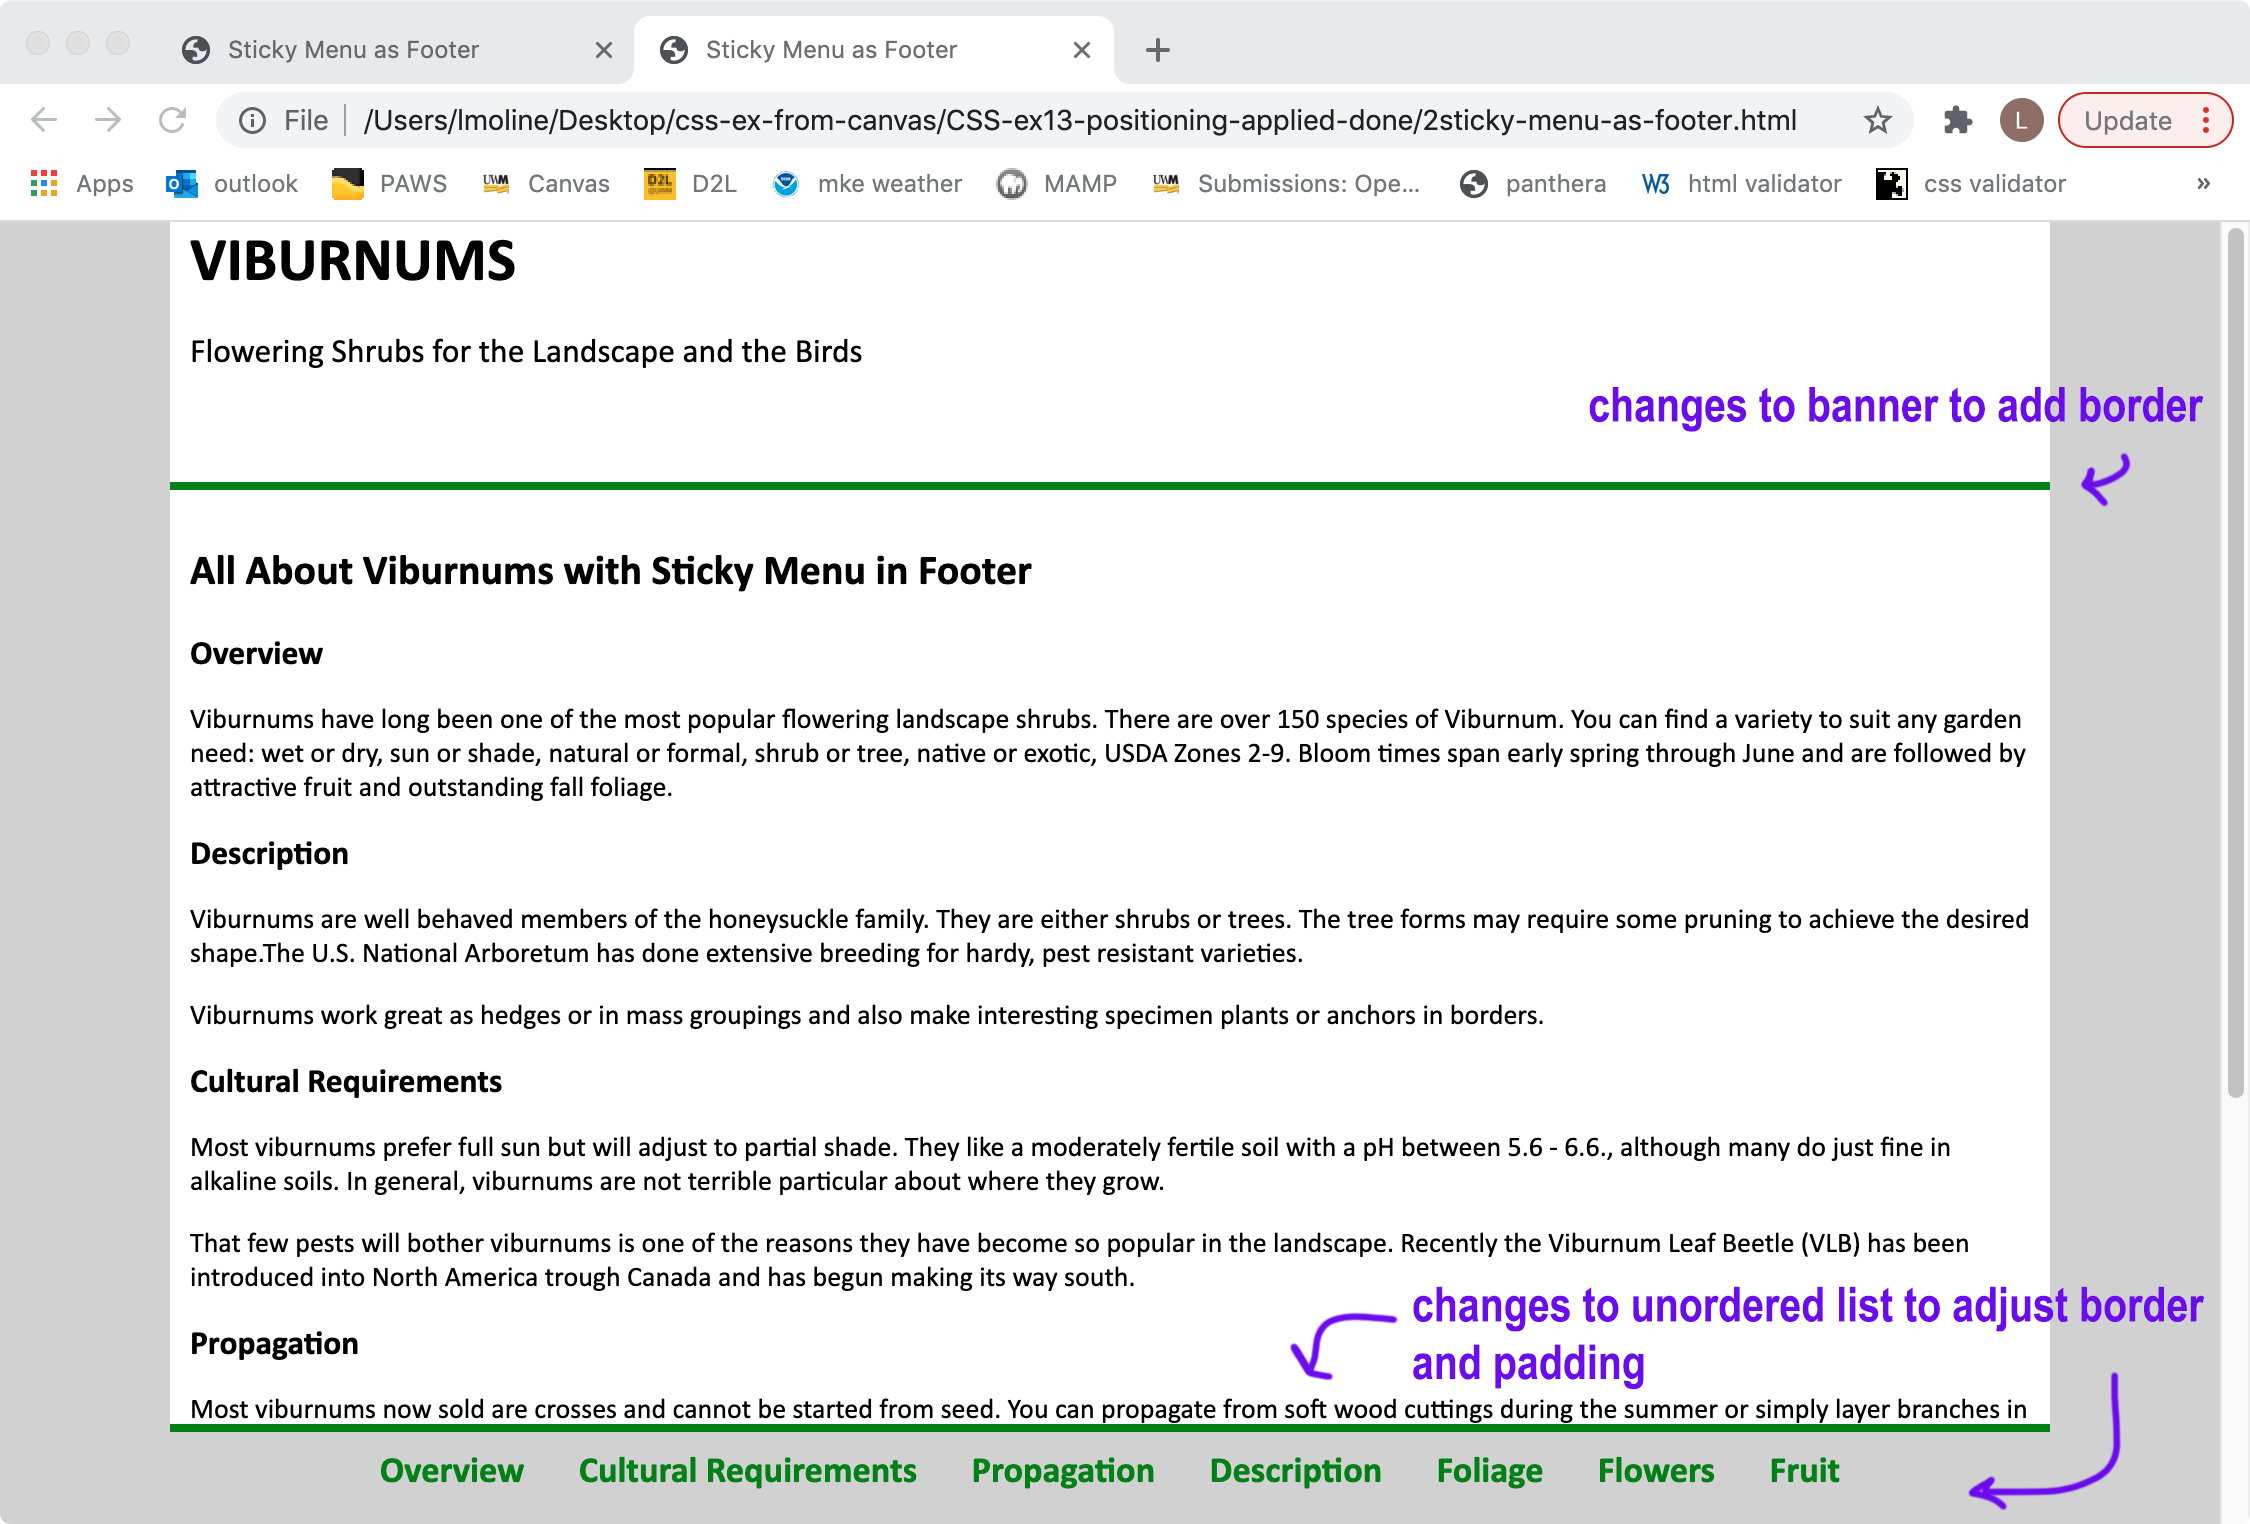 Sticky Menu as Footer
Sticky Menu as Footer
File
/Users/lmoline/Desktop/css-ex-from-canvas/CSS-ex13-positioning-applied-done/2sticky-menu-as-footer.html
L
Update
Apps
outlook
PAWS
UWM
Canvas
D2L
D2L
mke weather
MAMP
UWM
Submissions: Ope...
panthera
W3
html validator
css validator
»
VIBURNUMS
Flowering Shrubs for the Landscape and the Birds
changes to banner to add border
All About Viburnums with Sticky Menu in Footer
Overview
Viburnums have long been one of the most popular flowering landscape shrubs. There are over 150 species of Viburnum. You can find a variety to suit any garden
need: wet or dry, sun or shade, natural or formal, shrub or tree, native or exotic, USDA Zones 2-9. Bloom times span early spring through June and are followed by
attractive fruit and outstanding fall foliage.
Description
Viburnums are well behaved members of the honeysuckle family. They are either shrubs or trees. The tree forms may require some pruning to achieve the desired
shape.The U.S. National Arboretum has done extensive breeding for hardy, pest resistant varieties.
Viburnums work great as hedges or in mass groupings and also make interesting specimen plants or anchors in borders.
Cultural Requirements
Most viburnums prefer full sun but will adjust to partial shade. They like a moderately fertile soil with a pH between 5.6 - 6.6., although many do just fine in
alkaline soils. In general, viburnums are not terrible particular about where they grow.
That few pests will bother viburnums is one of the reasons they have become so popular in the landscape. Recently the Viburnum Leaf Beetle (VLB) has been
introduced into North America trough Canada and has begun making its way south.
changes to unordered list to adjust border
and padding
Propagation
Most viburnums now sold are crosses and cannot be started from seed. You can propagate from soft wood cuttings during the summer or simply layer branches in
Overview
Cultural Requirements
Propagation
Description
Foliage
Flowers
Fruit